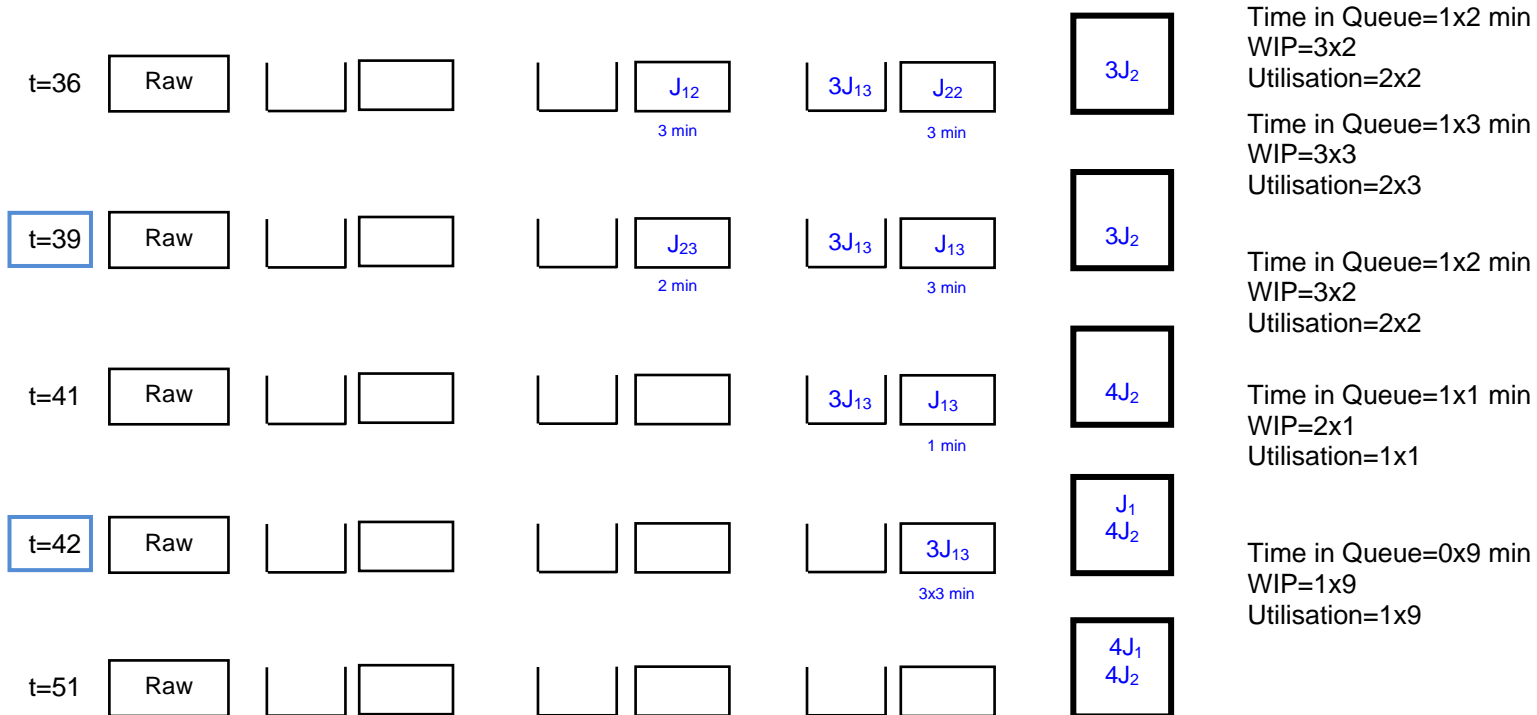 Time in Queue=1x2 min
WIP=3x2
Utilisation=2x2
t=36 Raw J12 3J13 J22 3J2
3 min 3 min
Time in Queue=1x3 min
WIP=3x3
Utilisation=2x3
t=39 Raw J23 3J13 J13 3J2
2 min 3 min
Time in Queue=1x2 min
WIP=3x2
Utilisation=2x2
t=41 Raw 3J13 J13 4J2
1 min
Time in Queue=1x1 min
WIP=2x1
Utilisation=1x1
J1
4J2
t=42 Raw 3J13
3x3 min
Time in Queue=0x9 min
WIP=1x9
Utilisation=1x9
4J1
4J2
t=51 Raw